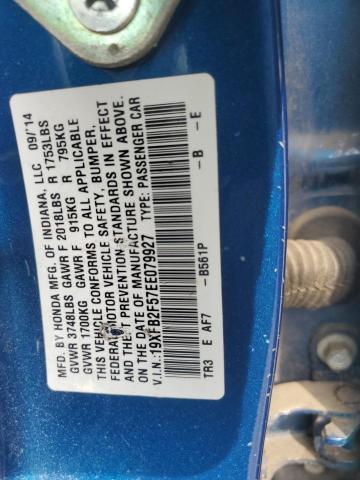 MFD. BY HONDA MFG. OF INDIANA, LLC 09/'14
GVWR 3748LBS GAWR F 2018LBS R 1753LBS
GVWR 1700KG GAWR F 915KG R 795KG
THIS VEHICLE CONFORMS TO ALL APPLICABLE
FEDERAL MOTOR VEHICLE SAFETY, BUMPER,
AND THEFT PREVENTION STANDARDS IN EFFECT
ON THE DATE OF MANUFACTURE SHOWN ABOVE.
V.I.N.:19XFB2F57EE079927 TYPE: PASSENGER CAR
TR3 E AF7 -B561P -B -E